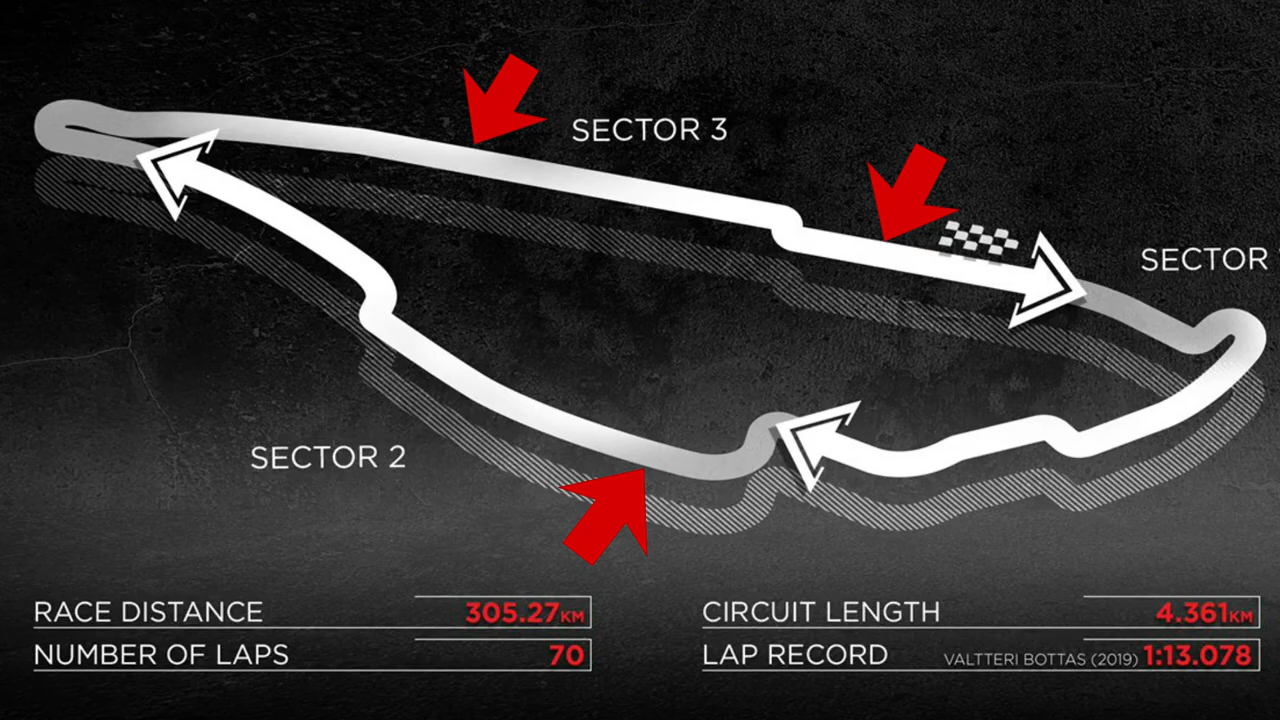 SECTOR 3
SECTOR
SECTOR 2
RACE DISTANCE 305.27KM
NUMBER OF LAPS 70
CIRCUIT LENGTH 4.361KM
LAP RECORD VALTTERI BOTTAS (2019) 1:13.078